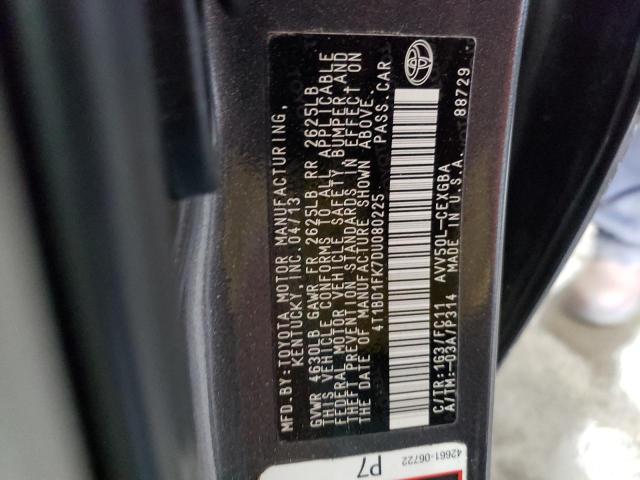 MFD.BY:TOYOTA MOTOR MANUFACTURING,
KENTUCKY,INC. 04/13
GVWR 4630LB GAWR FR 2625LB RR 2625LB
THIS VEHICLE CONFORMS TO ALL APPLICABLE
FEDERAL MOTOR VEHICLE SAFETY, BUMPER,AND
THEFT PREVENTION STANDARDS IN EFFECT ON
THE DATE OF MANUFACTURE SHOWN ABOVE.
4T1BD1FK7DU080225 PASS.CAR
C/TR:1G3/FC11 AVV50L-CEXGBA
A/TM:-03A/P314 MADE IN U.S.A. 88729
42661-06722
P7